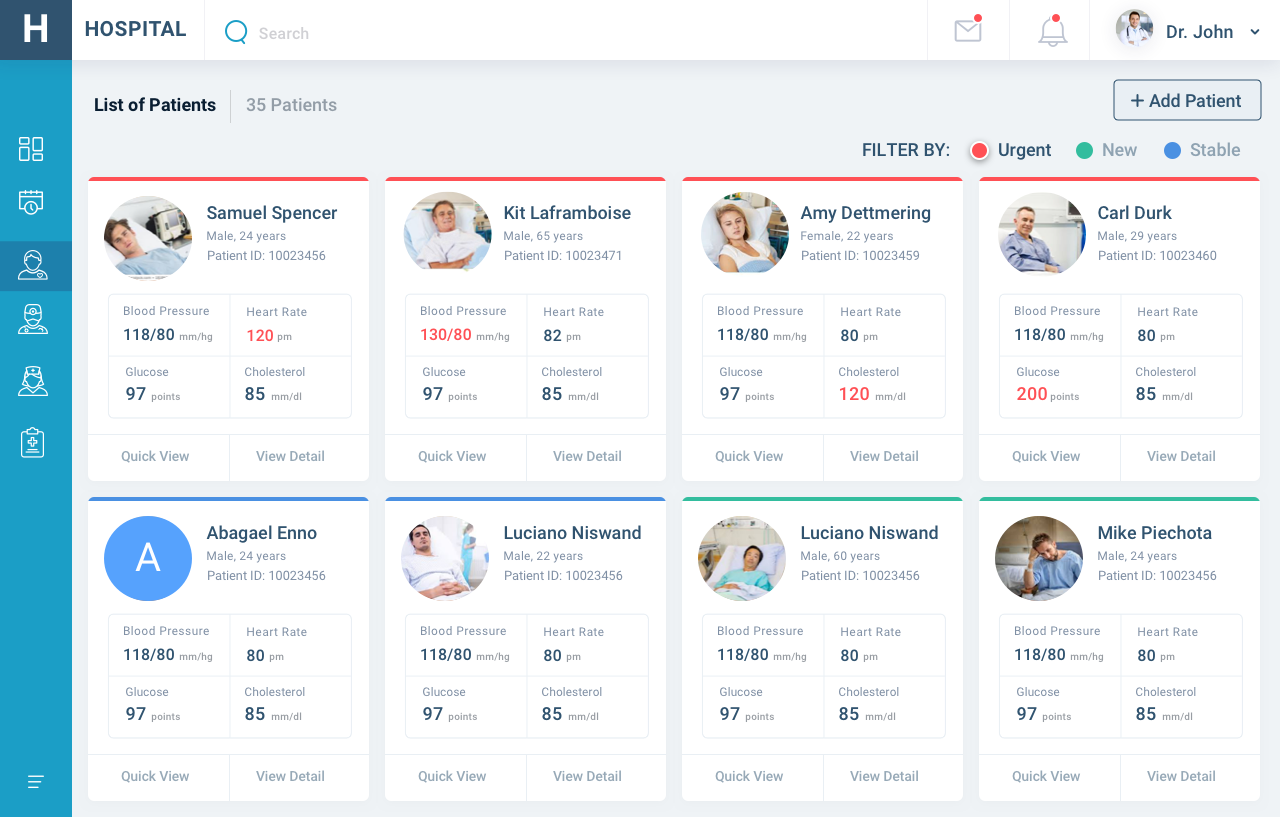 H HOSPITAL Search Dr. John
List of Patients 35 Patients + Add Patient
FILTER BY: Urgent New Stable
Samuel Spencer
Male, 24 years
Patient ID: 10023456
Blood Pressure Heart Rate
118/80 mm/hg 120 pm
Glucose Cholesterol
97 points 85 mm/dl
Quick View View Detail
Kit Laframboise
Male, 65 years
Patient ID: 10023471
Blood Pressure Heart Rate
130/80 mm/hg 82 pm
Glucose Cholesterol
97 points 85 mm/dl
Quick View View Detail
Amy Dettmering
Female, 22 years
Patient ID: 10023459
Blood Pressure Heart Rate
118/80 mm/hg 80 pm
Glucose Cholesterol
97 points 120 mm/dl
Quick View View Detail
Carl Durk
Male, 29 years
Patient ID: 10023460
Blood Pressure Heart Rate
118/80 mm/hg 80 pm
Glucose Cholesterol
200 points 85 mm/dl
Quick View View Detail
A
Abagael Enno
Male, 24 years
Patient ID: 10023456
Blood Pressure Heart Rate
118/80 mm/hg 80 pm
Glucose Cholesterol
97 points 85 mm/dl
Quick View View Detail
Luciano Niswand
Male, 22 years
Patient ID: 10023456
Blood Pressure Heart Rate
118/80 mm/hg 80 pm
Glucose Cholesterol
97 points 85 mm/dl
Quick View View Detail
Luciano Niswand
Male, 60 years
Patient ID: 10023456
Blood Pressure Heart Rate
118/80 mm/hg 80 pm
Glucose Cholesterol
97 points 85 mm/dl
Quick View View Detail
Mike Piechota
Male, 24 years
Patient ID: 10023456
Blood Pressure Heart Rate
118/80 mm/hg 80 pm
Glucose Cholesterol
97 points 85 mm/dl
Quick View View Detail